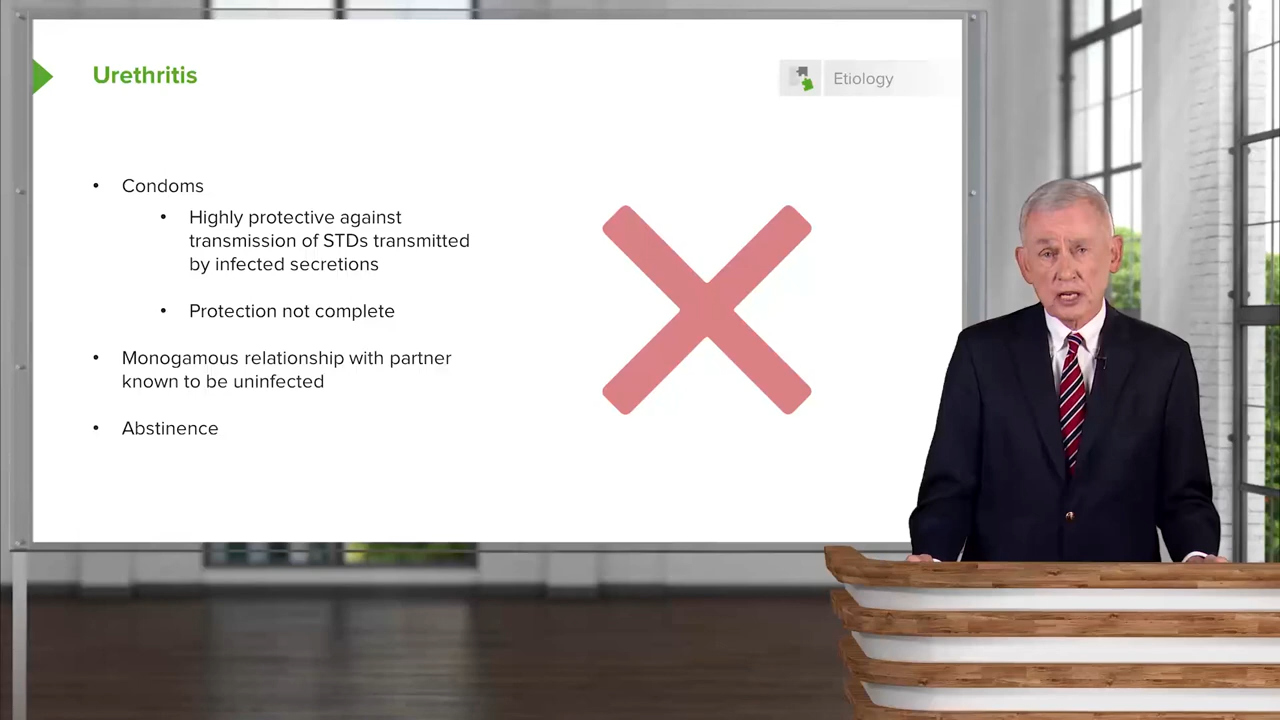 Urethritis
Etiology
• Condoms
• Highly protective against
transmission of STDs transmitted
by infected secretions
• Protection not complete
• Monogamous relationship with partner
known to be uninfected
• Abstinence